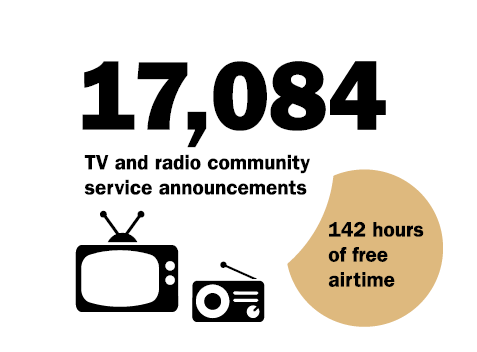 17,084
TV and radio community
service announcements
142 hours
of free
airtime